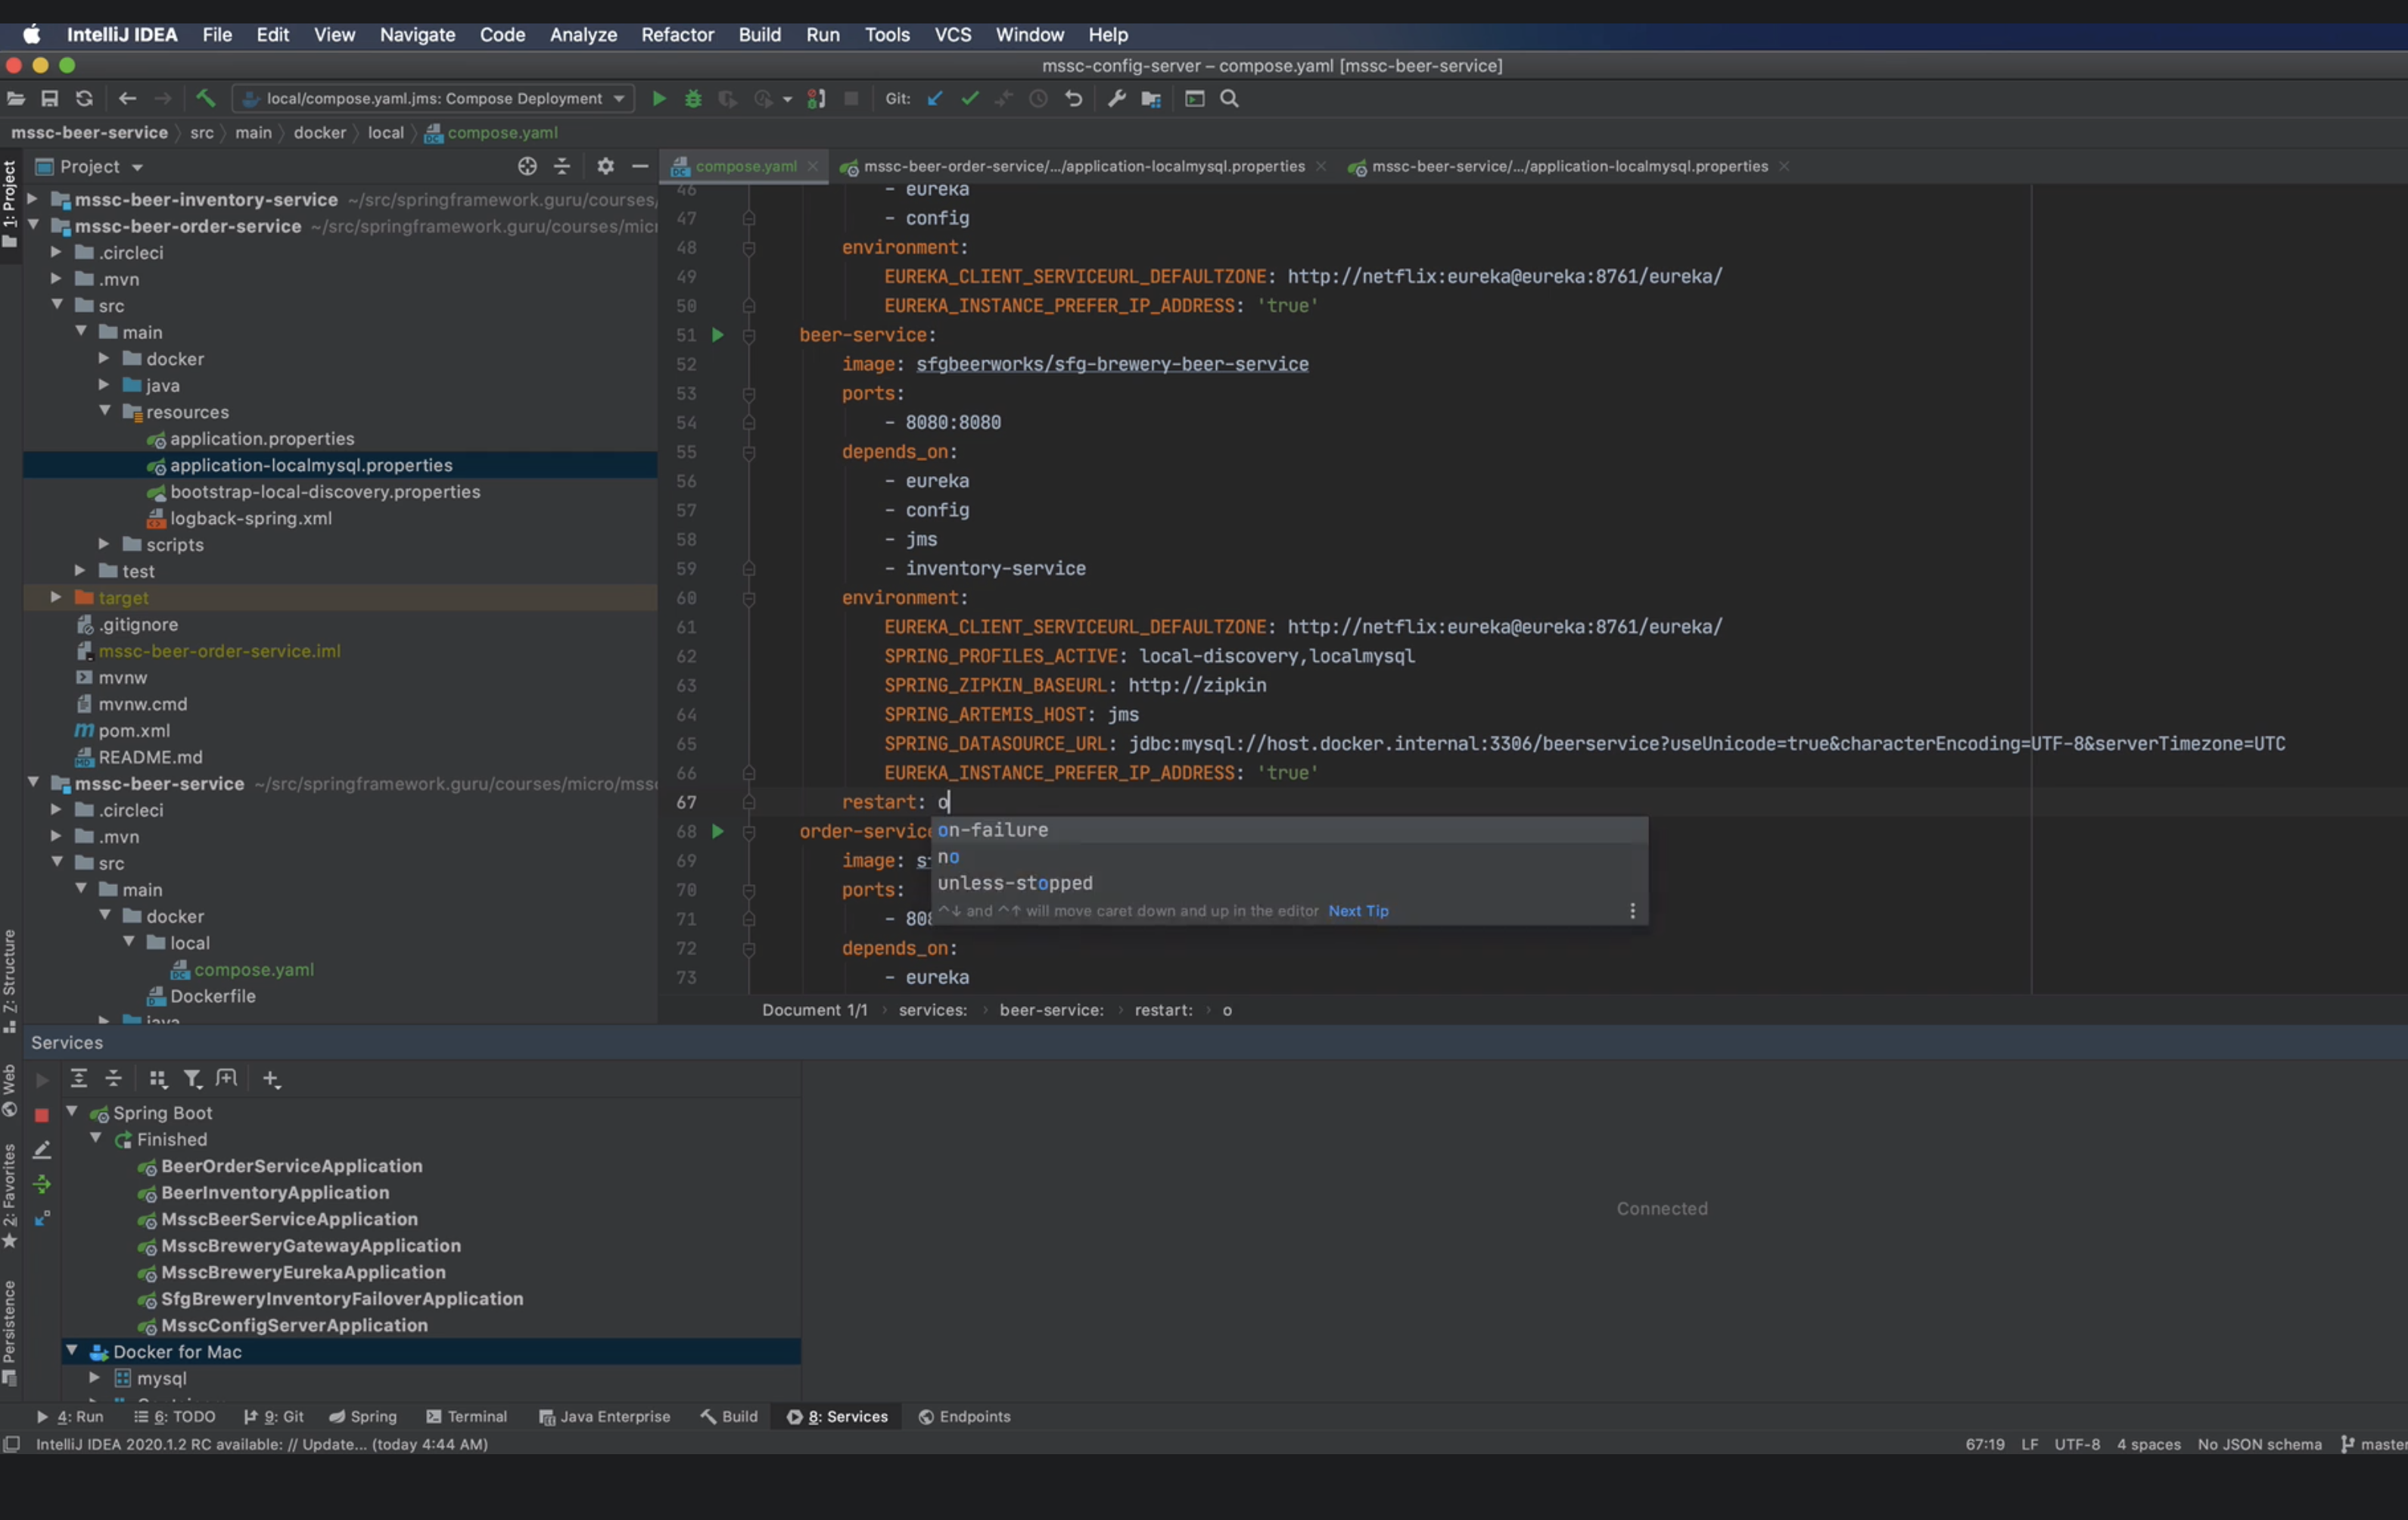 IntelliJ IDEA File Edit View Navigate Code Analyze Refactor Build Run Tools VCS Window Help
mssc-config-server – compose.yaml [mssc-beer-service]
local/compose.yaml.jms: Compose Deployment Git:
mssc-beer-service src main docker local compose.yaml
1: Project
Project
compose.yaml mssc-beer-order-service/.../application-localmysql.properties mssc-beer-service/.../application-localmysql.properties
mssc-beer-inventory-service ~/src/springframework.guru/courses/
mssc-beer-order-service ~/src/springframework.guru/courses/micr
.circleci
.mvn
src
main
docker
java
resources
application.properties
application-localmysql.properties
bootstrap-local-discovery.properties
logback-spring.xml
scripts
test
target
.gitignore
mssc-beer-order-service.iml
mvnw
mvnw.cmd
pom.xml
README.md
mssc-beer-service ~/src/springframework.guru/courses/micro/mssc
.circleci
.mvn
src
main
docker
local
compose.yaml
Dockerfile
java
46 - eureka
47 - config
48 environment:
49 EUREKA_CLIENT_SERVICEURL_DEFAULTZONE: http://netflix:eureka@eureka:8761/eureka/
50 EUREKA_INSTANCE_PREFER_IP_ADDRESS: 'true'
51 beer-service:
52 image: sfgbeerworks/sfg-brewery-beer-service
53 ports:
54 - 8080:8080
55 depends_on:
56 - eureka
57 - config
58 - jms
59 - inventory-service
60 environment:
61 EUREKA_CLIENT_SERVICEURL_DEFAULTZONE: http://netflix:eureka@eureka:8761/eureka/
62 SPRING_PROFILES_ACTIVE: local-discovery,localmysql
63 SPRING_ZIPKIN_BASEURL: http://zipkin
64 SPRING_ARTEMIS_HOST: jms
65 SPRING_DATASOURCE_URL: jdbc:mysql://host.docker.internal:3306/beerservice?useUnicode=true&characterEncoding=UTF-8&serverTimezone=UTC
66 EUREKA_INSTANCE_PREFER_IP_ADDRESS: 'true'
67 restart: o
68 order-service
69 image: s
70 ports:
71 - 808
72 depends_on:
73 - eureka
on-failure
no
unless-stopped
^↓ and ^↑ will move caret down and up in the editor Next Tip
Document 1/1 services: beer-service: restart: o
Z: Structure
Web
2: Favorites
Persistence
Services
Spring Boot
Finished
BeerOrderServiceApplication
BeerInventoryApplication
MsscBeerServiceApplication
MsscBreweryGatewayApplication
MsscBreweryEurekaApplication
SfgBreweryInventoryFailoverApplication
MsscConfigServerApplication
Docker for Mac
mysql
Connected
4: Run 6: TODO 9: Git Spring Terminal Java Enterprise Build 8: Services Endpoints
IntelliJ IDEA 2020.1.2 RC available: // Update... (today 4:44 AM) 67:19 LF UTF-8 4 spaces No JSON schema master